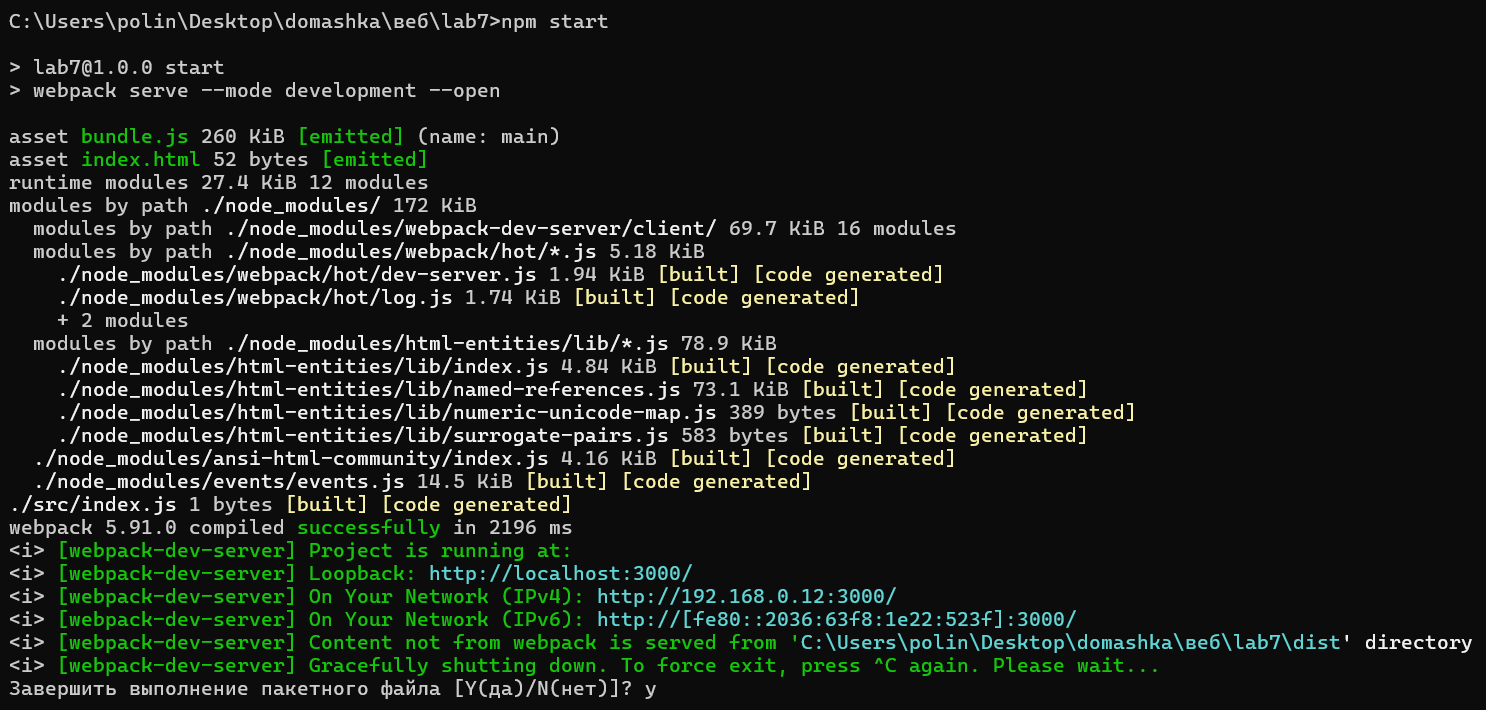 C:\Users\polin\Desktop\domashka\веб\lab7>npm start
> lab7@1.0.0 start
> webpack serve --mode development --open
asset bundle.js 260 KiB [emitted] (name: main)
asset index.html 52 bytes [emitted]
runtime modules 27.4 KiB 12 modules
modules by path ./node_modules/ 172 KiB
  modules by path ./node_modules/webpack-dev-server/client/ 69.7 KiB 16 modules
  modules by path ./node_modules/webpack/hot/*.js 5.18 KiB
    ./node_modules/webpack/hot/dev-server.js 1.94 KiB [built] [code generated]
    ./node_modules/webpack/hot/log.js 1.74 KiB [built] [code generated]
    + 2 modules
  modules by path ./node_modules/html-entities/lib/*.js 78.9 KiB
    ./node_modules/html-entities/lib/index.js 4.84 KiB [built] [code generated]
    ./node_modules/html-entities/lib/named-references.js 73.1 KiB [built] [code generated]
    ./node_modules/html-entities/lib/numeric-unicode-map.js 389 bytes [built] [code generated]
    ./node_modules/html-entities/lib/surrogate-pairs.js 583 bytes [built] [code generated]
  ./node_modules/ansi-html-community/index.js 4.16 KiB [built] [code generated]
  ./node_modules/events/events.js 14.5 KiB [built] [code generated]
./src/index.js 1 bytes [built] [code generated]
webpack 5.91.0 compiled successfully in 2196 ms
<i> [webpack-dev-server] Project is running at:
<i> [webpack-dev-server] Loopback: http://localhost:3000/
<i> [webpack-dev-server] On Your Network (IPv4): http://192.168.0.12:3000/
<i> [webpack-dev-server] On Your Network (IPv6): http://[fe80::2036:63f8:1e22:523f]:3000/
<i> [webpack-dev-server] Content not from webpack is served from 'C:\Users\polin\Desktop\domashka\веб\lab7\dist' directory
<i> [webpack-dev-server] Gracefully shutting down. To force exit, press ^C again. Please wait...
Завершить выполнение пакетного файла [Y(да)/N(нет)]? y